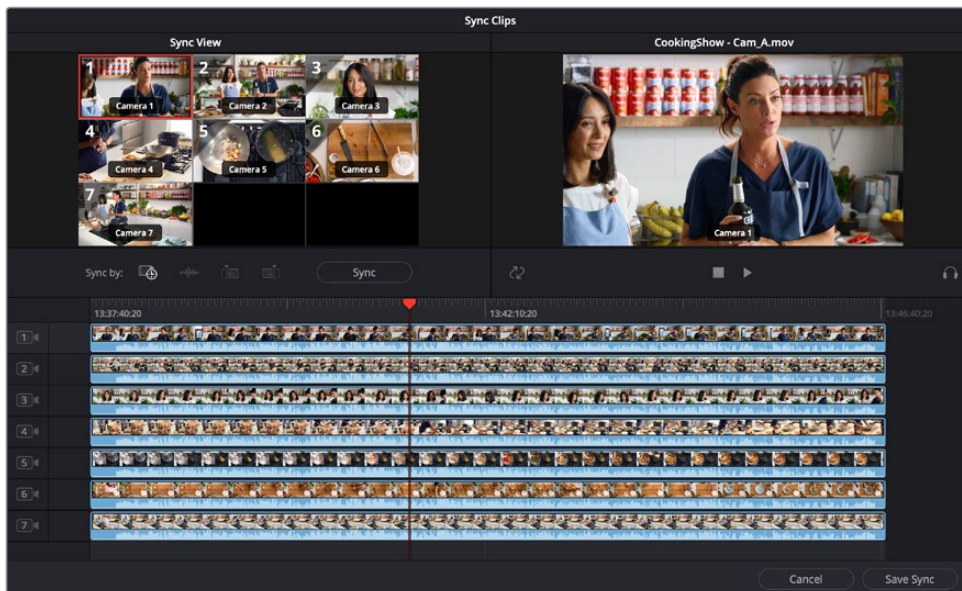 Sync Clips
Sync View
CookingShow - Cam_A.mov
1
Camera 1
2
Camera 2
3
Camera 3
4
Camera 4
5
Camera 5
6
Camera 6
7
Camera 7
Camera 1
Sync by:
Sync
13:37:40:20
13:42:10:20
13:46:40:20
1
2
3
4
5
6
7
Cancel
Save Sync